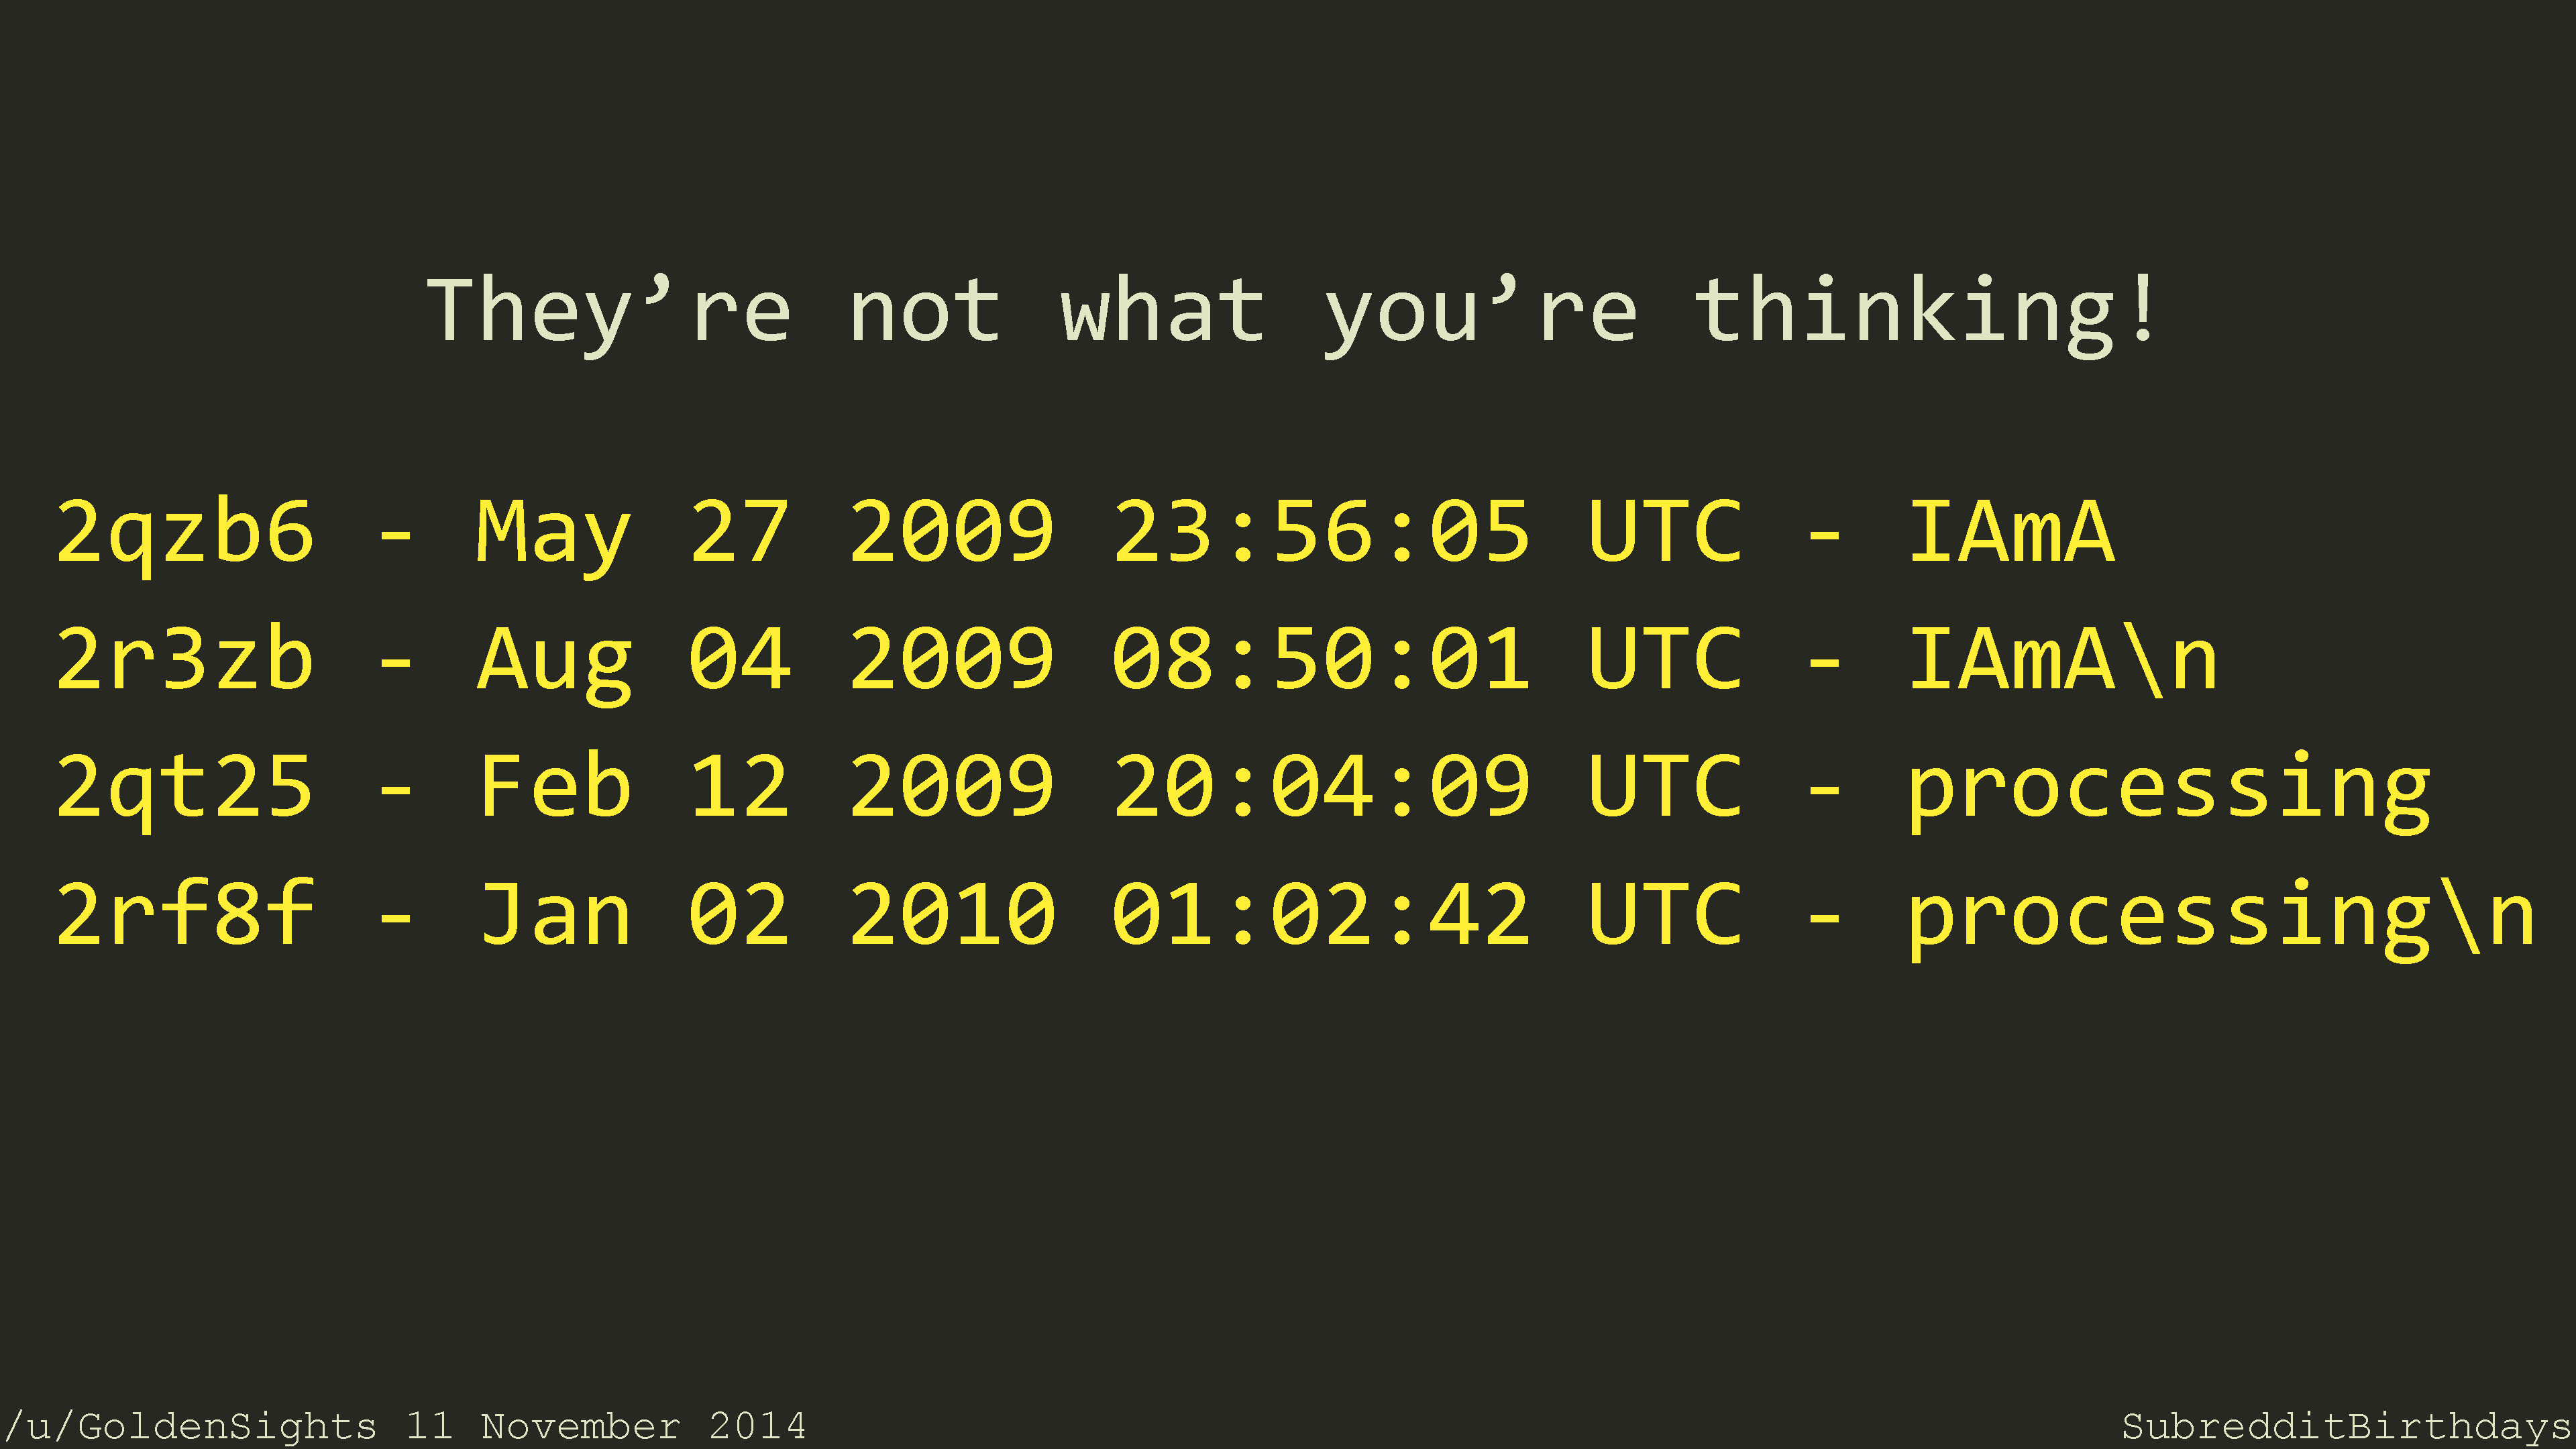 They’re not what you’re thinking!
2qzb6 - May 27 2009 23:56:05 UTC - IAmA
2r3zb - Aug 04 2009 08:50:01 UTC - IAmA\n
2qt25 - Feb 12 2009 20:04:09 UTC - processing
2rf8f - Jan 02 2010 01:02:42 UTC - processing\n
/u/GoldenSights 11 November 2014
SubredditBirthdays